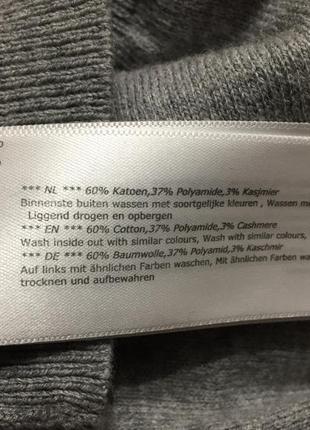 *** NL *** 60% Katoen,37% Polyamide,3% Kasjmier
Binnenste buiten wassen met soortgelijke kleuren , Wassen
Liggend drogen en opbergen
*** EN *** 60% Cotton,37% Polyamide,3% Cashmere
Wash inside out with similar colours, Wash with similar colours,
*** DE *** 60% Baumwolle,37% Polyamid,3% Kaschmir
Auf links mit ähnlichen Farben waschen, Mit ähnlichen Farben
trocknen und aufbewahren